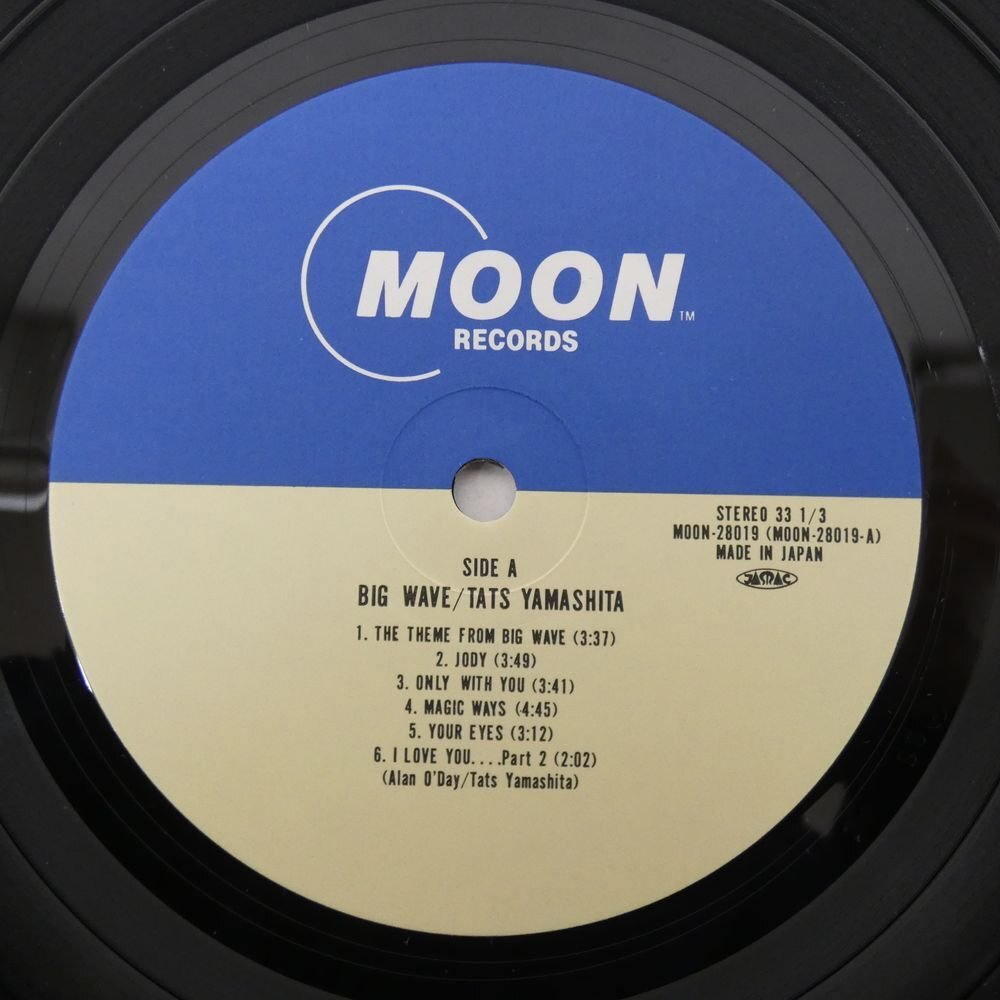 MOON TM
RECORDS
STEREO 33 1/3
MOON-28019 (MOON-28019-A)
MADE IN JAPAN
JASRAC
SIDE A
BIG WAVE/TATS YAMASHITA
1. THE THEME FROM BIG WAVE (3:37)
2. JODY (3:49)
3. ONLY WITH YOU (3:41)
4. MAGIC WAYS (4:45)
5. YOUR EYES (3:12)
6. I LOVE YOU....Part 2 (2:02)
(Alan O'Day/Tats Yamashita)